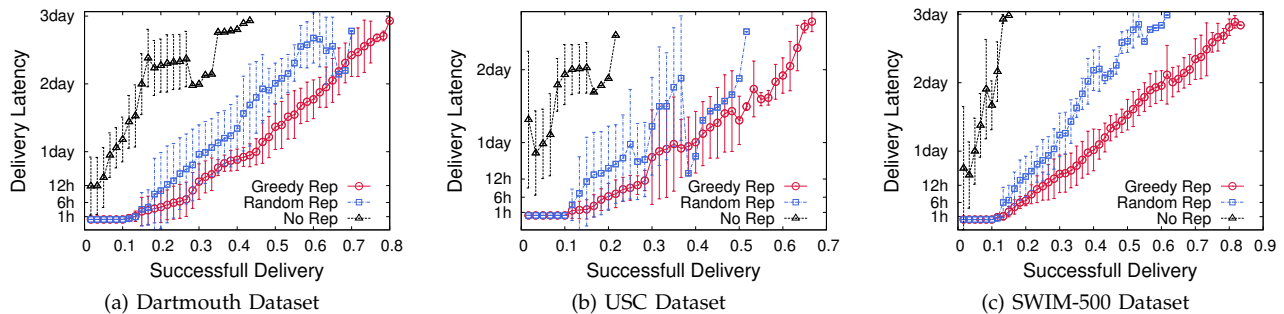 3day
2day
1day
12h
6h
1h
Delivery Latency
Greedy Rep
Random Rep
No Rep
0 0.1 0.2 0.3 0.4 0.5 0.6 0.7 0.8
Successfull Delivery
(a) Dartmouth Dataset
2day
1day
12h
6h
1h
Delivery Latency
Greedy Rep
Random Rep
No Rep
0 0.1 0.2 0.3 0.4 0.5 0.6 0.7
Successfull Delivery
(b) USC Dataset
3day
2day
1day
12h
6h
1h
Delivery Latency
Greedy Rep
Random Rep
No Rep
0 0.1 0.2 0.3 0.4 0.5 0.6 0.7 0.8 0.9
Successfull Delivery
(c) SWIM-500 Dataset